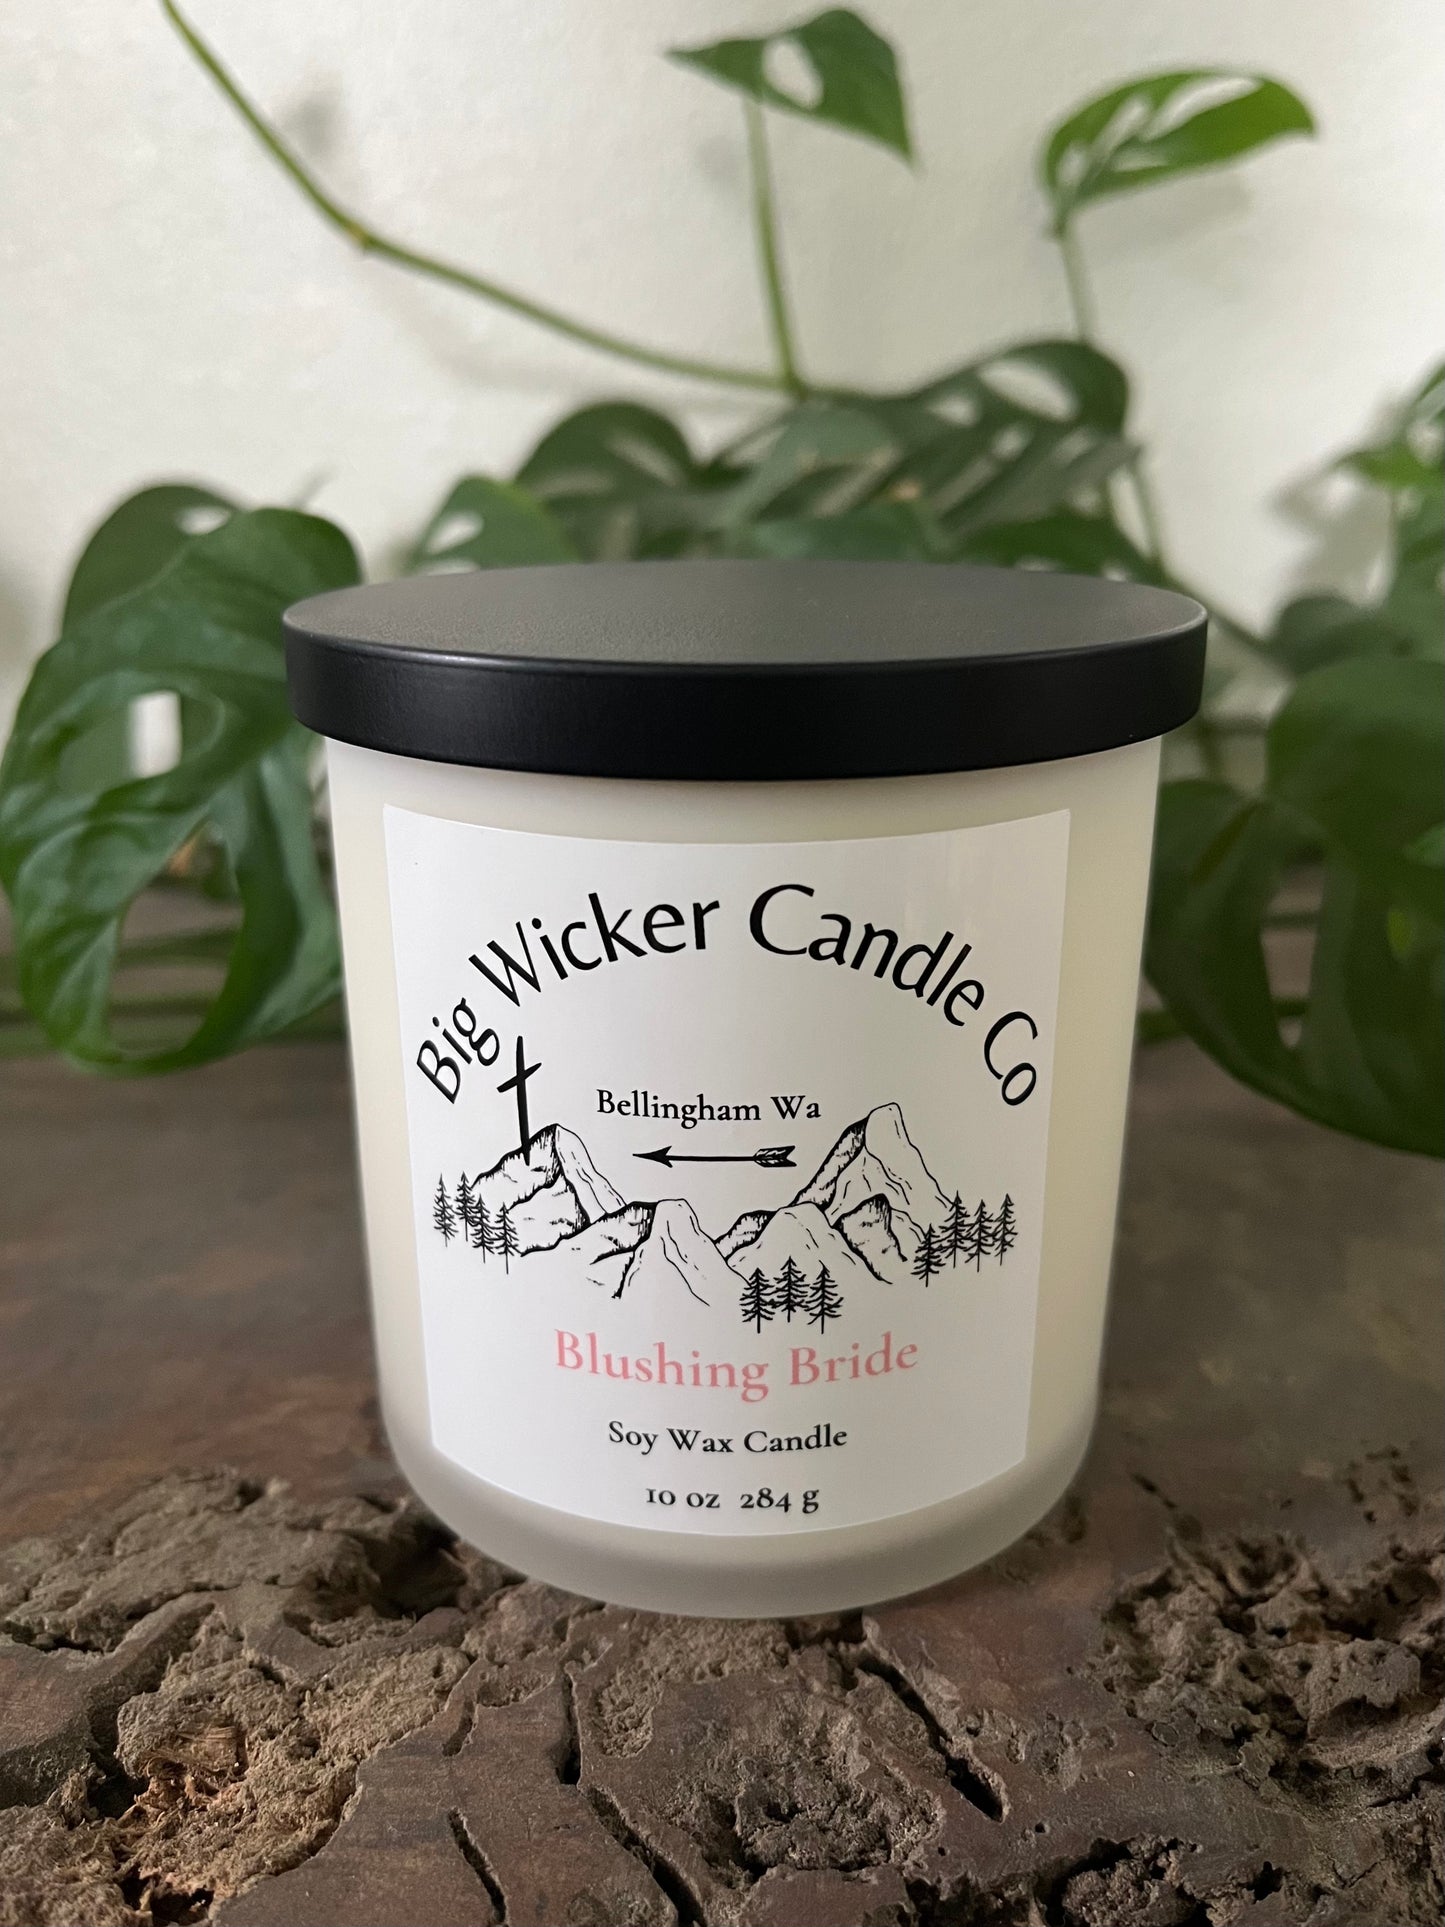 Big Wicker Candle Co
Bellingham Wa
Blushing Bride
Soy Wax Candle
10 oz 284 g